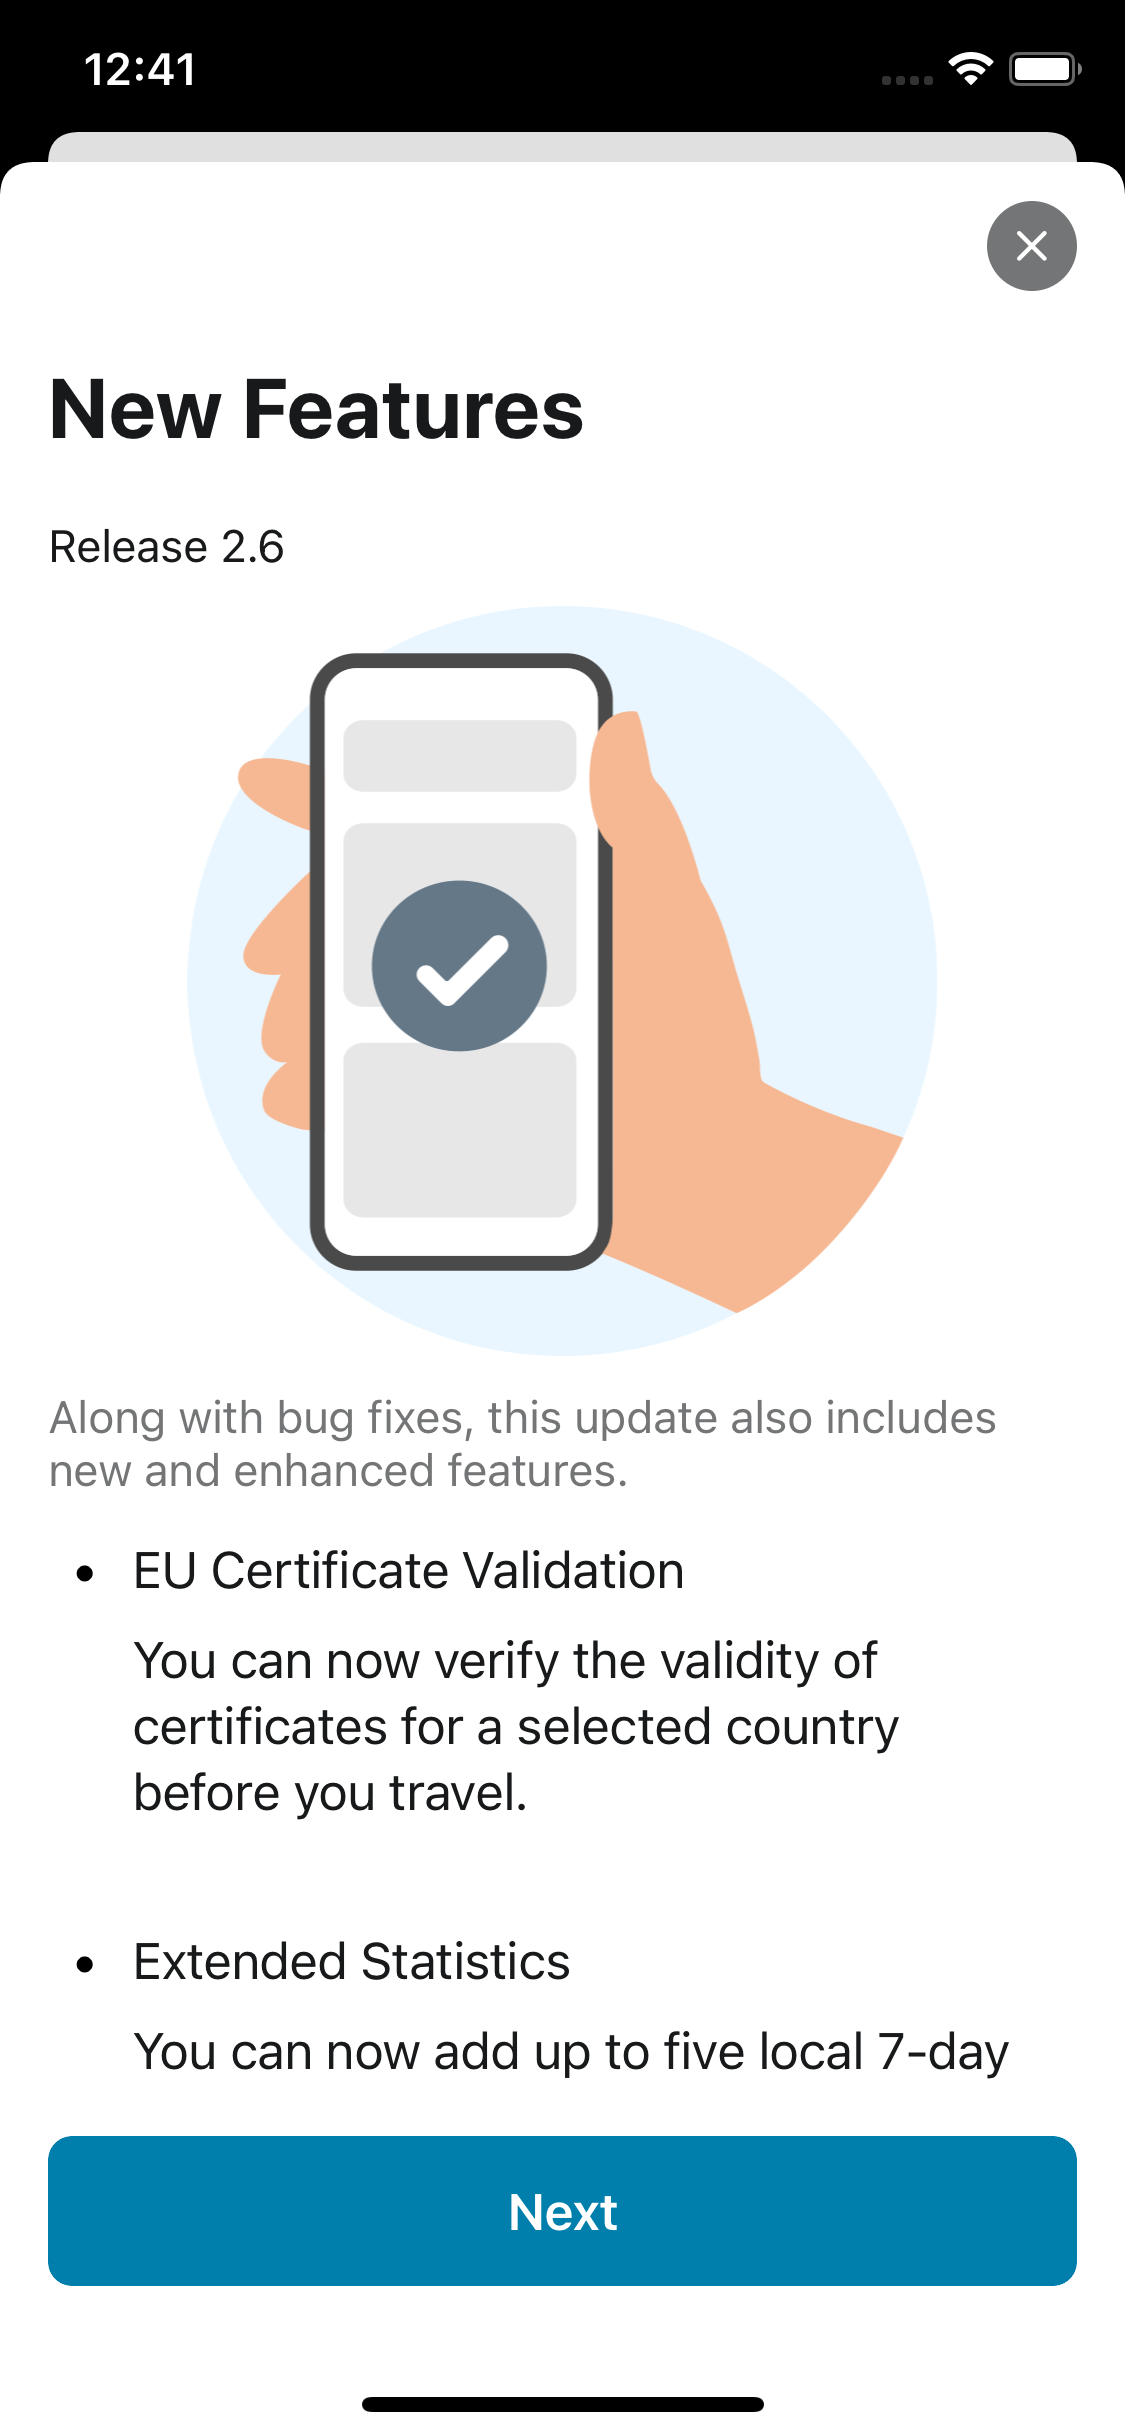 12:41
New Features
Release 2.6
Along with bug fixes, this update also includes
new and enhanced features.
• EU Certificate Validation
You can now verify the validity of
certificates for a selected country
before you travel.
• Extended Statistics
You can now add up to five local 7-day
Next